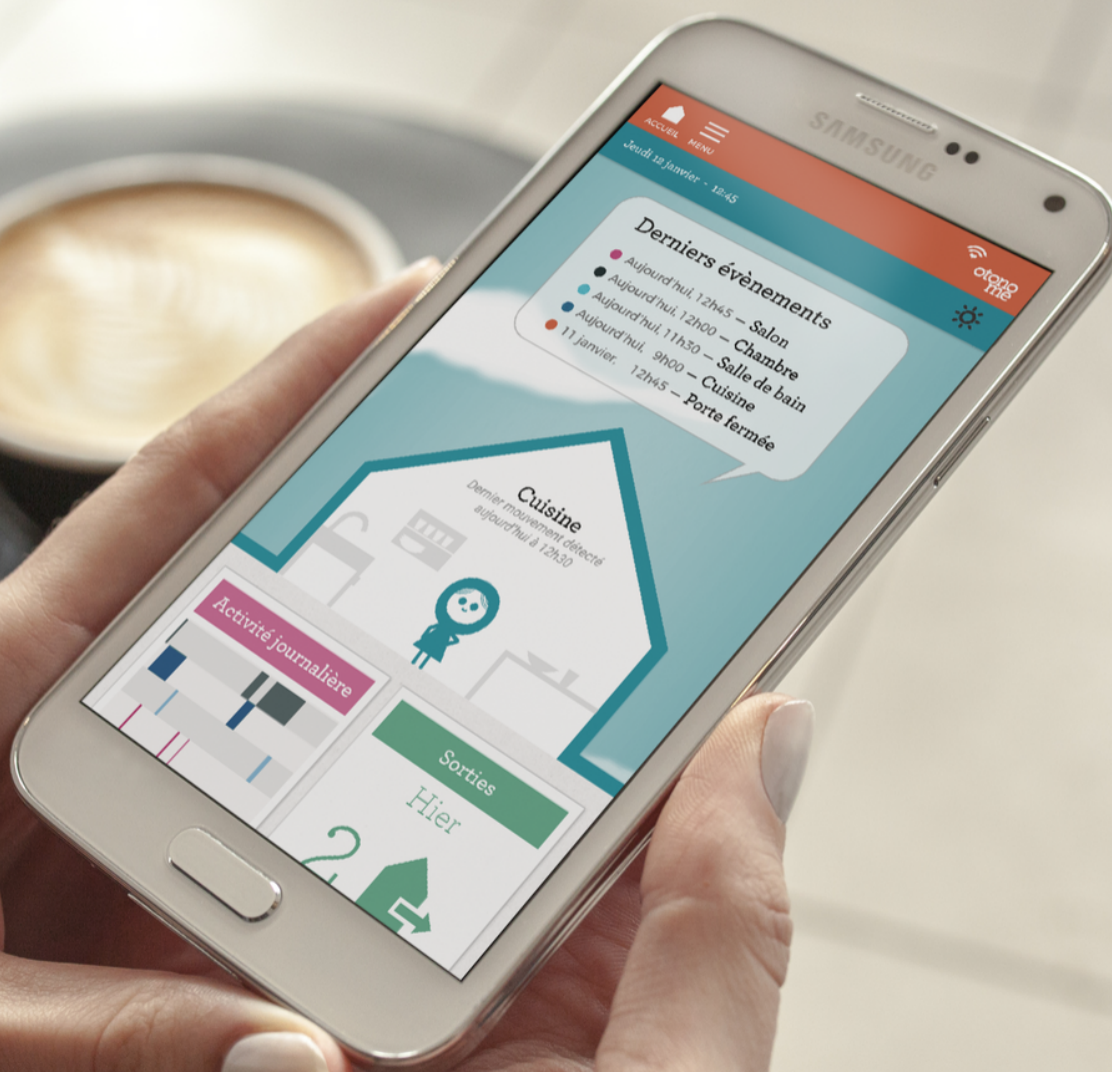 SAMSUNG
ACCUEIL
MENU
Jeudi 12 janvier - 12:45
otono
me
Derniers évènements
Aujourd'hui, 12h45 – Salon
Aujourd'hui, 12h00 – Chambre
Aujourd'hui, 11h30 – Salle de bain
Aujourd'hui, 9h00 – Cuisine
11 janvier, 12h45 – Porte fermée
Cuisine
Dernier mouvement détecté
aujourd'hui à 12h30
Activité journalière
Sorties
Hier
2